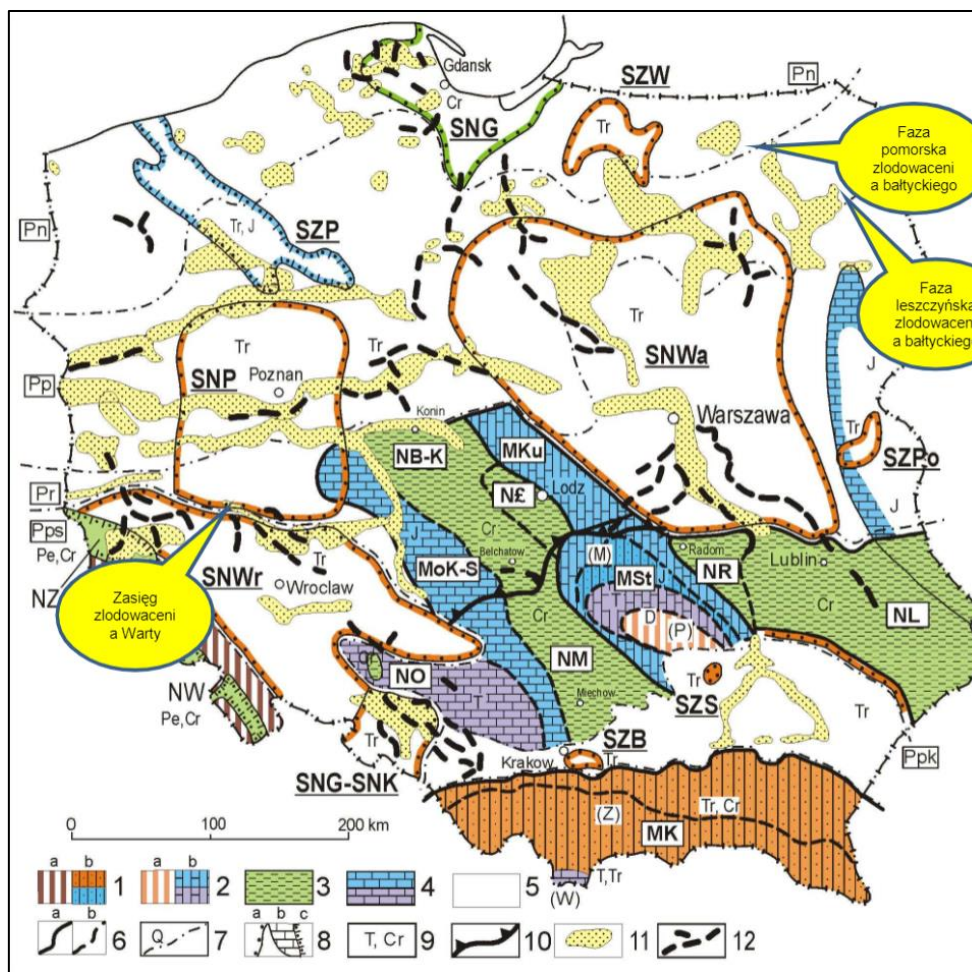 Gdansk
Cr
SNG
SZW
Pn
Tr
Faza
pomorska
zlodowaceni
a bałtyckiego
Pn
Tr, J
SZP
Tr
Faza
leszczyńska
zlodowaceni
a bałtyckiego
Tr
Tr
SNP
Poznan
SNWa
J
Pp
Konin
Warszawa
Tr
SZPo
NB-K
MKu
Lodz
N£
J
Pr
Cr
Pps
Pe, Cr
J
Bełchatow
(M)
Radom
Lublin
Tr
SNWr
MoK-S
MSt
J
NR
NZ
Wroclaw
Zasięg
zlodowaceni
a Warty
Cr
D
(P)
Cr
NL
NO
NM
Tr
NW
Pe,Cr
T
Miechow
SZS
Tr
Tr
SZB
Krakow
Tr
Ppk
SNG-SNK
(Z)
Tr, Cr
MK
0 100 200 km
T,Tr
(W)
a b 1
a b 2
3
4
5
a b 6
Q 7
a b c 8
T, Cr 9
10
11
12